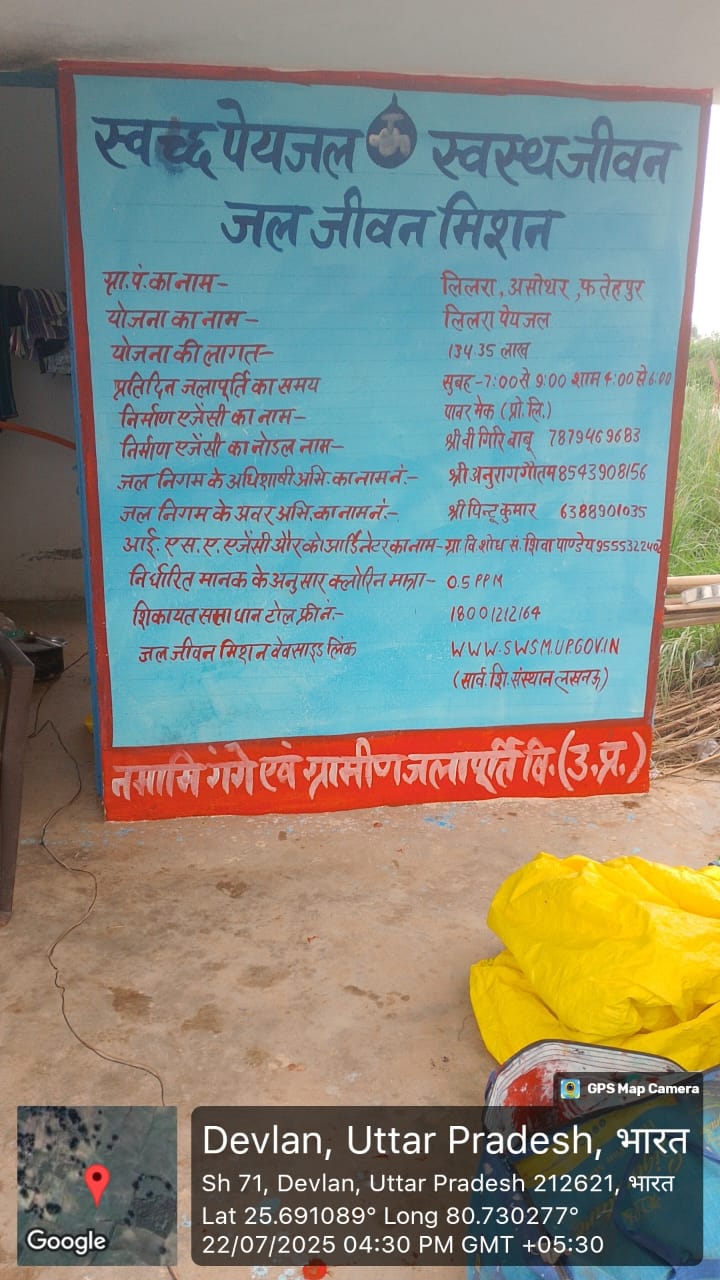 स्वच्छ पेयजल स्वस्थ जीवन
जल जीवन मिशन
ग्रा.पं. का नाम- लिलरा, असोथर, फतेहपुर
योजना का नाम- लिलरा पेयजल
योजना की लागत- 134.35 लाख
प्रतिदिन जलापूर्ति का समय सुबह-7:00 से 9:00 शाम 4:00 से 6:00
निर्माण एजेंसी का नाम- पावर मेक (प्रो.लि.)
निर्माण एजेंसी का नोडल नाम- श्री वी गिरि बाबू 7879469683
जल निगम के अधिशाषी अभि. का नाम नं.- श्री अनुराग गौतम 8543908156
जल निगम के अवर अभि. का नाम नं.- श्री पिन्टू कुमार 6388901035
आई. एस. ए. एजेंसी और को आर्डिनेटर का नाम- ग्रा. वि शोध सं. शिवा पाण्डेय 9555322402
निर्धारित मानक के अनुसार क्लोरिन मात्रा- 0.5 PPM
शिकायत समाधान टोल फ्री नं.- 18001212164
जल जीवन मिशन वेवसाइड लिंक WWW.SWSM.UP.GOV.IN
(सार्व. शि. संस्थान लखनऊ)
नमामि गंगे एवं ग्रामीण जलापूर्ति वि. (उ.प्र.)
GPS Map Camera
Devlan, Uttar Pradesh, भारत
Sh 71, Devlan, Uttar Pradesh 212621, भारत
Lat 25.691089° Long 80.730277°
22/07/2025 04:30 PM GMT +05:30
Google